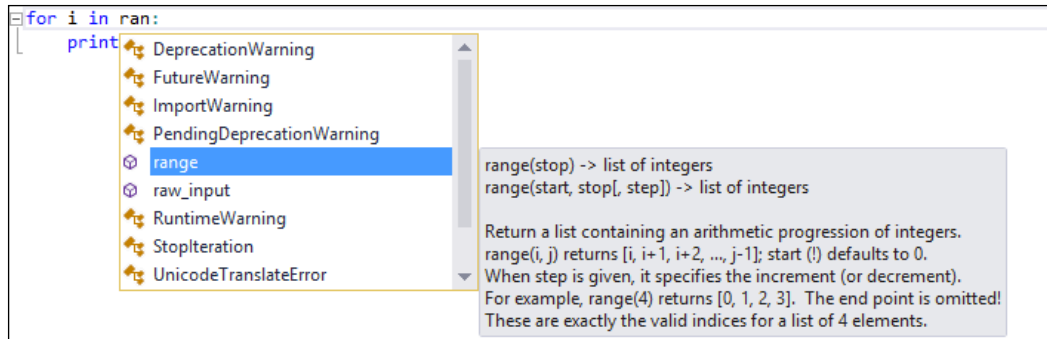 for i in ran:
print
DeprecationWarning
FutureWarning
ImportWarning
PendingDeprecationWarning
range
raw_input
RuntimeWarning
StopIteration
UnicodeTranslateError
range(stop) -> list of integers
range(start, stop[, step]) -> list of integers
Return a list containing an arithmetic progression of integers.
range(i, j) returns [i, i+1, i+2, ..., j-1]; start (!) defaults to 0.
When step is given, it specifies the increment (or decrement).
For example, range(4) returns [0, 1, 2, 3].  The end point is omitted!
These are exactly the valid indices for a list of 4 elements.